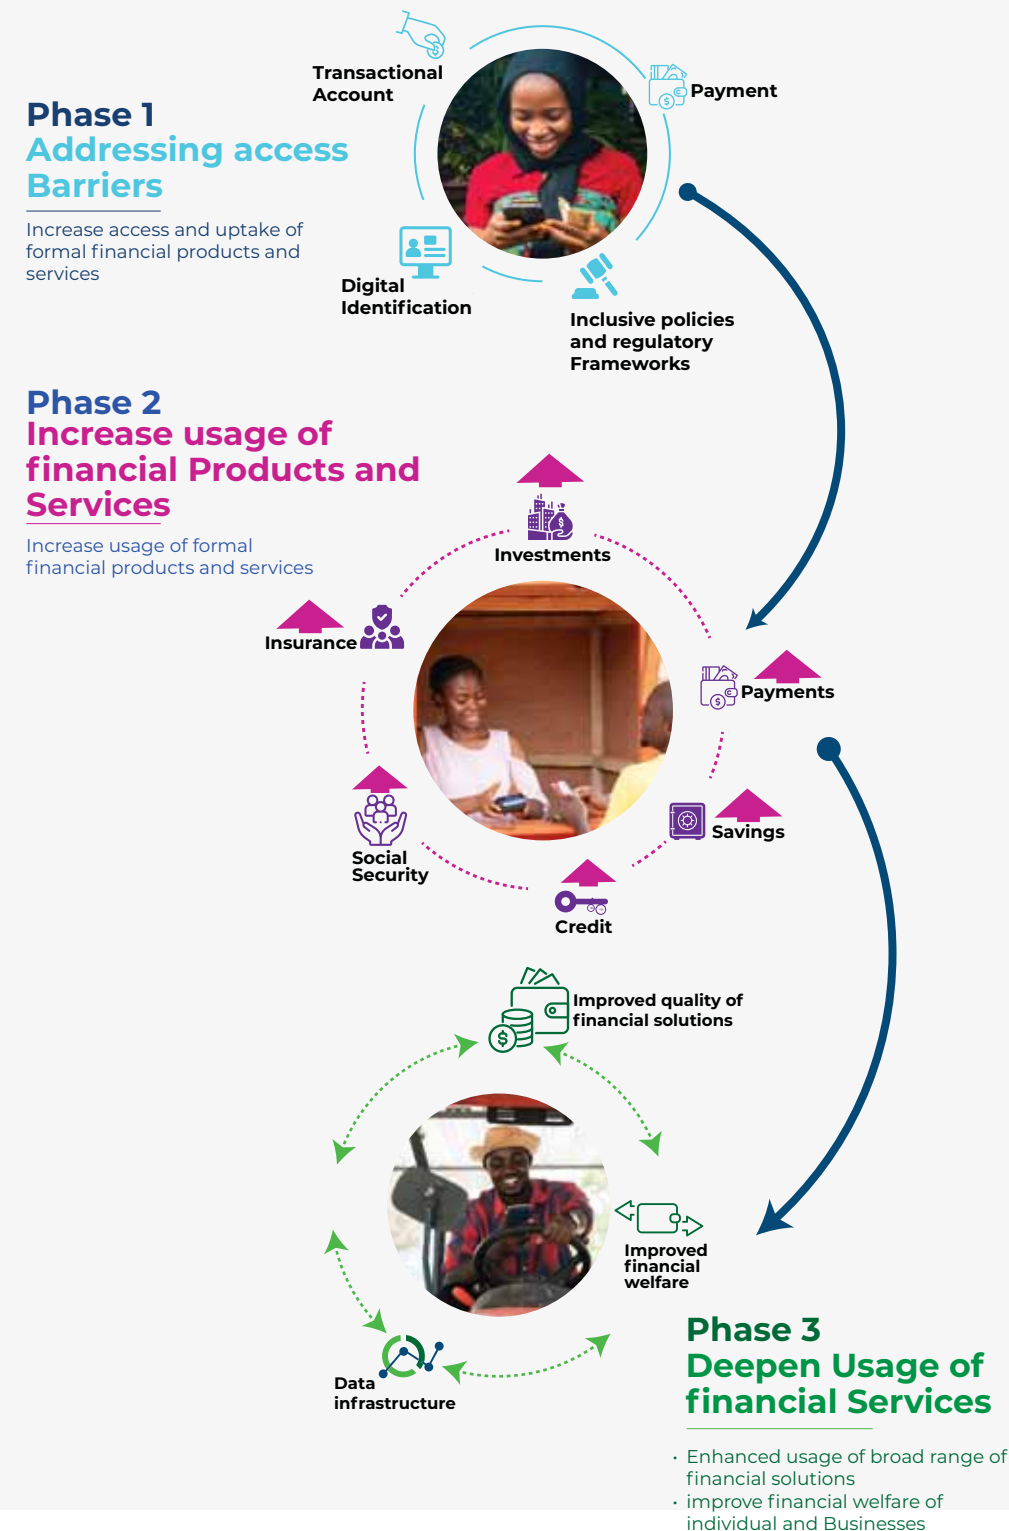 Phase 1
Addressing access
Barriers
Increase access and uptake of
formal financial products and
services
Transactional
Account
Payment
Digital
Identification
Inclusive policies
and regulatory
Frameworks
Phase 2
Increase usage of
financial Products and
Services
Increase usage of formal
financial products and services
Investments
Insurance
Payments
Savings
Social
Security
Credit
Improved quality of
financial solutions
Improved
financial
welfare
Data
infrastructure
Phase 3
Deepen Usage of
financial Services
• Enhanced usage of broad range of
financial solutions
• improve financial welfare of
individual and Businesses